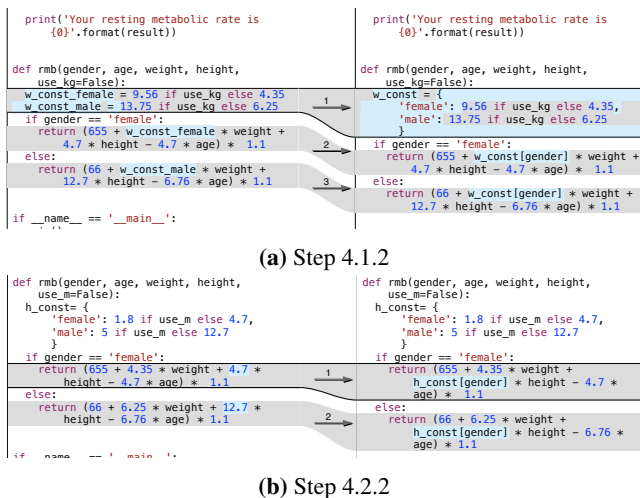 print('Your resting metabolic rate is
{0}'.format(result))
def rmb(gender, age, weight, height,
use_kg=False):
w_const_female = 9.56 if use_kg else 4.35
w_const_male = 13.75 if use_kg else 6.25
if gender == 'female':
return (655 + w_const_female * weight +
4.7 * height − 4.7 * age) * 1.1
else:
return (66 + w_const_male * weight +
12.7 * height − 6.76 * age) * 1.1
if __name__ == '__main__':
1
2
3
print('Your resting metabolic rate is
{0}'.format(result))
def rmb(gender, age, weight, height,
use_kg=False):
w_const = {
'female': 9.56 if use_kg else 4.35,
'male': 13.75 if use_kg else 6.25
}
if gender == 'female':
return (655 + w_const[gender] * weight +
4.7 * height − 4.7 * age) * 1.1
else:
return (66 + w_const[gender] * weight +
12.7 * height − 6.76 * age) * 1.1
(a) Step 4.1.2
def rmb(gender, age, weight, height,
use_m=False):
h_const= {
'female': 1.8 if use_m else 4.7,
'male': 5 if use_m else 12.7
}
if gender == 'female':
return (655 + 4.35 * weight + 4.7 *
height − 4.7 * age) * 1.1
else:
return (66 + 6.25 * weight + 12.7 *
height − 6.76 * age) * 1.1
if __name__ == '__main__':
1
2
def rmb(gender, age, weight, height,
use_m=False):
h_const= {
'female': 1.8 if use_m else 4.7,
'male': 5 if use_m else 12.7
}
if gender == 'female':
return (655 + 4.35 * weight +
h_const[gender] * height − 4.7 *
age) * 1.1
else:
return (66 + 6.25 * weight +
h_const[gender] * height − 6.76 *
age) * 1.1
(b) Step 4.2.2